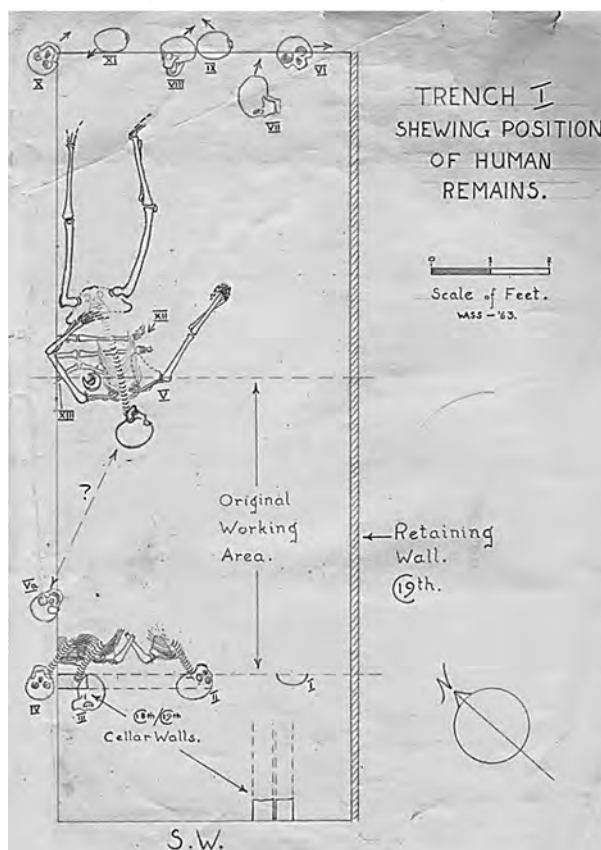 TRENCH I
SHEWING POSITION
OF HUMAN
REMAINS.
0 1 2
Scale of Feet.
WSS – '63.
X
XI
VIII
IX
VI
VII
XII
V
XIII
?
Original
Working
Area.
Retaining
Wall.
19th.
Va
IV
III
II
I
18th/19th
Cellar Walls.
N
S.W.